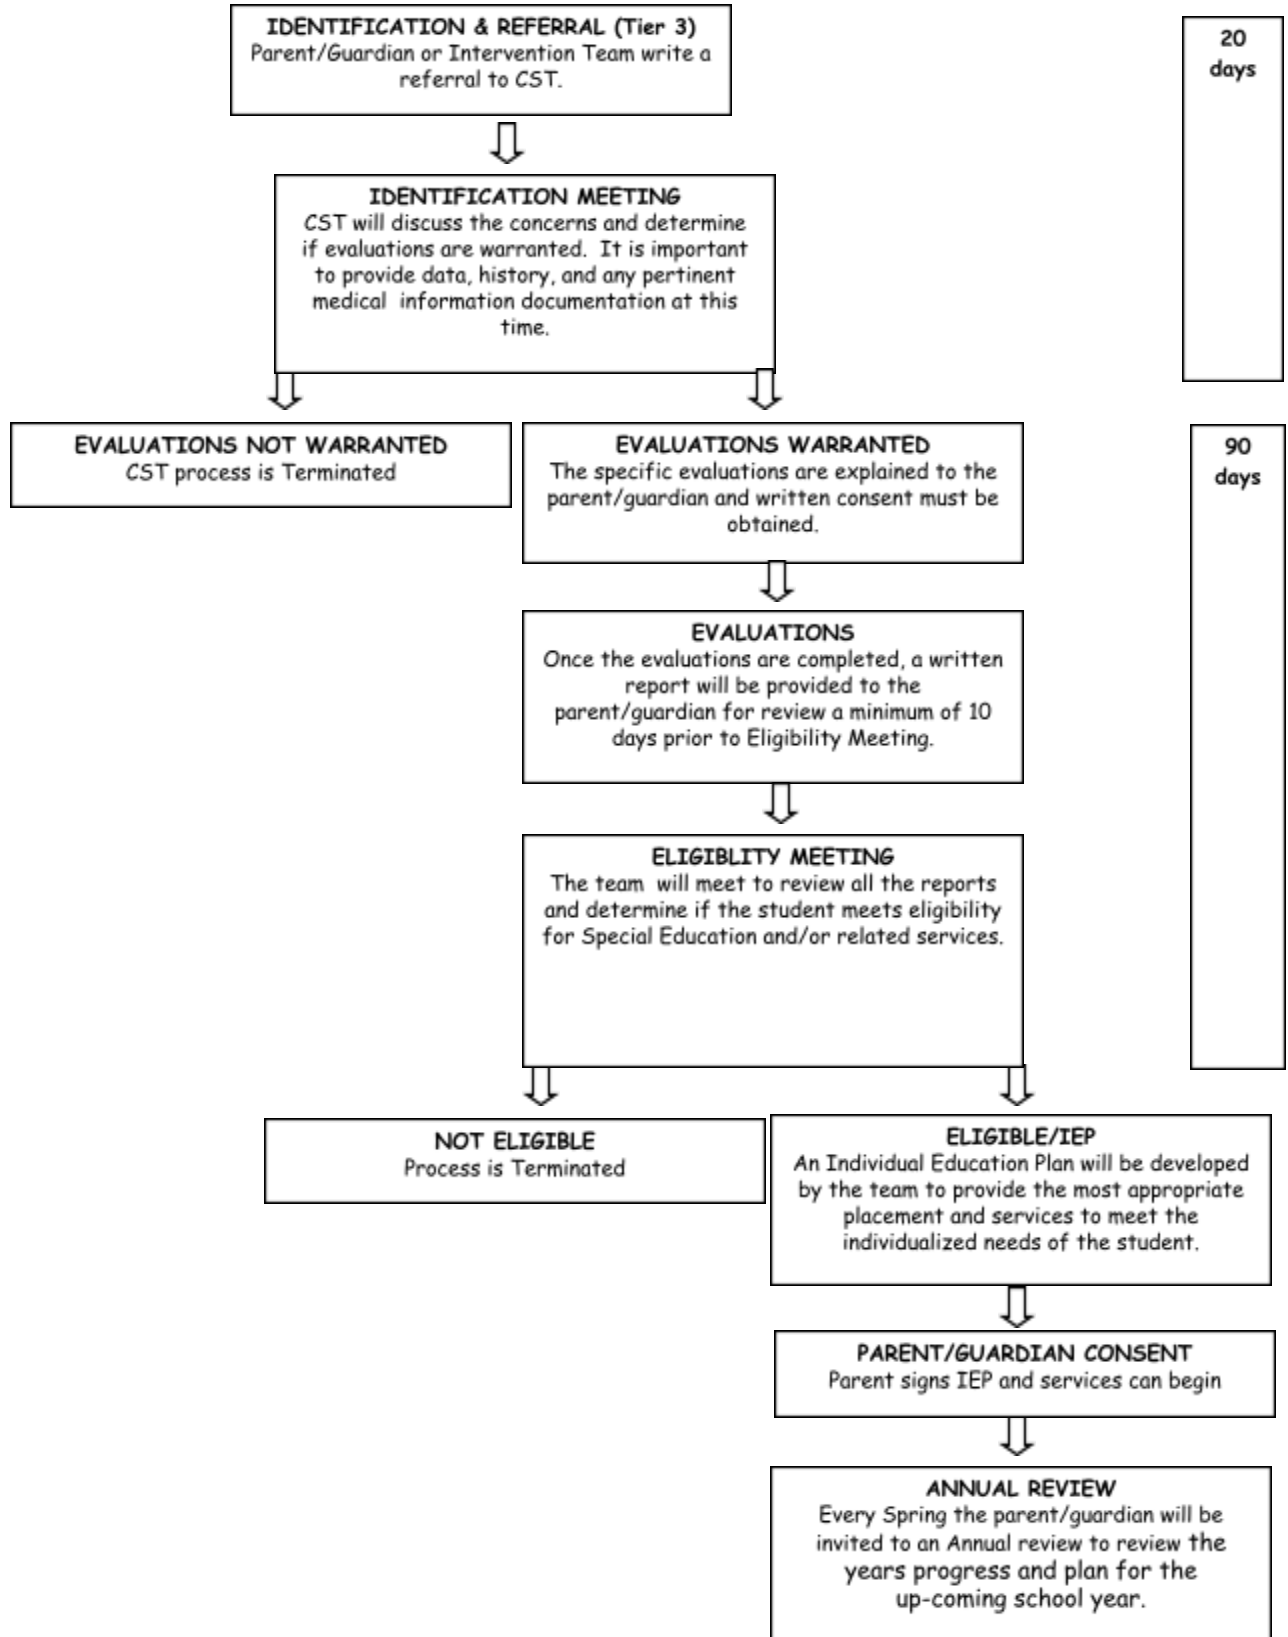 IDENTIFICATION & REFERRAL (Tier 3)
Parent/Guardian or Intervention Team write a
referral to CST.
20
days
IDENTIFICATION MEETING
CST will discuss the concerns and determine
if evaluations are warranted. It is important
to provide data, history, and any pertinent
medical information documentation at this
time.
EVALUATIONS NOT WARRANTED
CST process is Terminated
EVALUATIONS WARRANTED
The specific evaluations are explained to the
parent/guardian and written consent must be
obtained.
90
days
EVALUATIONS
Once the evaluations are completed, a written
report will be provided to the
parent/guardian for review a minimum of 10
days prior to Eligibility Meeting.
ELIGIBLITY MEETING
The team will meet to review all the reports
and determine if the student meets eligibility
for Special Education and/or related services.
NOT ELIGIBLE
Process is Terminated
ELIGIBLE/IEP
An Individual Education Plan will be developed
by the team to provide the most appropriate
placement and services to meet the
individualized needs of the student.
PARENT/GUARDIAN CONSENT
Parent signs IEP and services can begin
ANNUAL REVIEW
Every Spring the parent/guardian will be
invited to an Annual review to review the
years progress and plan for the
up-coming school year.